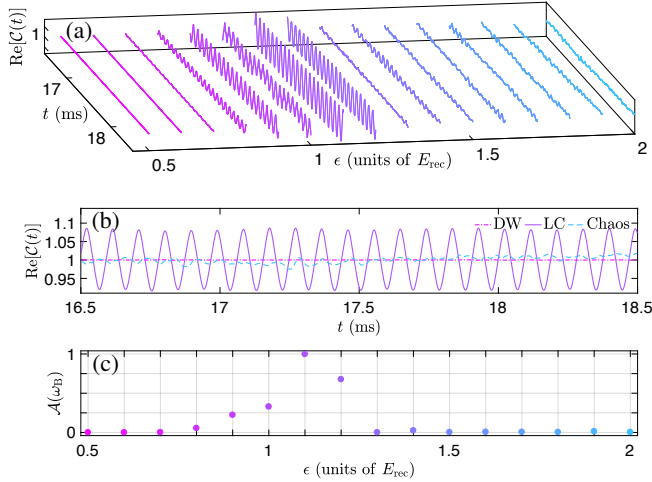 (a)
Re[𝒞(t)]
1
17
18
t (ms)
0.5
1
1.5
2
ϵ (units of E_rec)
(b)
DW LC Chaos
Re[𝒞(t)]
1.1
1.05
1
0.95
16.5 17 17.5 18 18.5
t (ms)
(c)
𝒜(ω_B)
1
0
0.5 1 1.5 2
ϵ (units of E_rec)